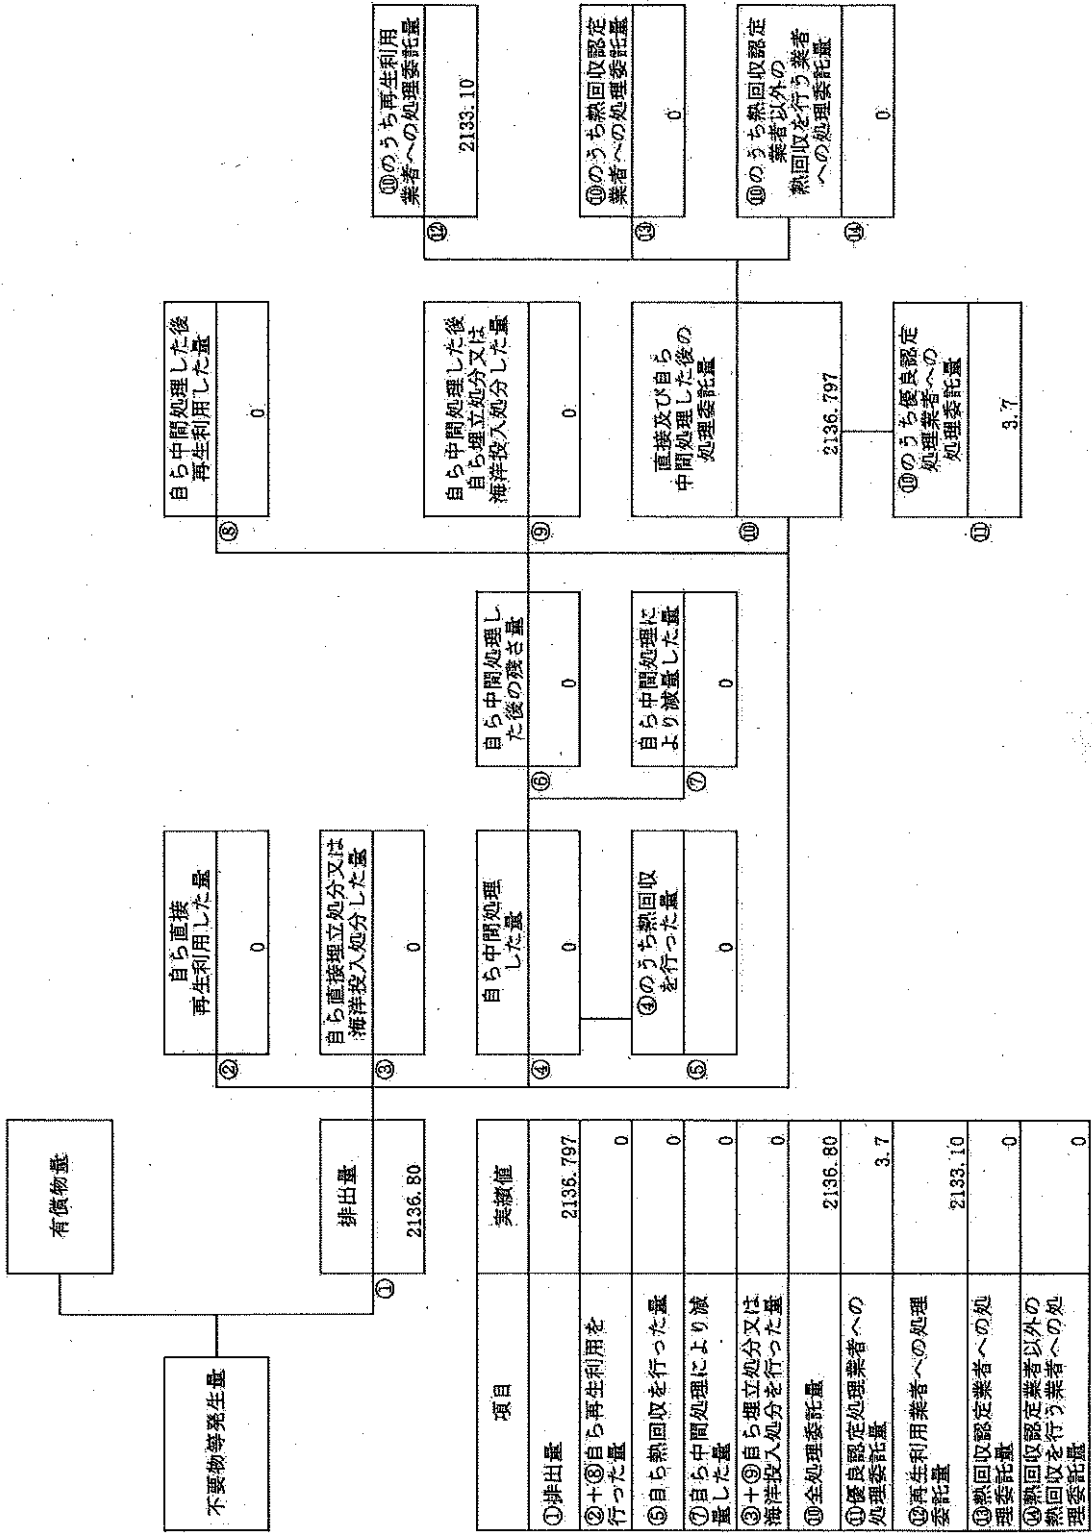 不要物等発生量
有償物量
排出量
①
2136.80
自ら直接
再生利用した量
②
0
自ら直接埋立処分又は
海洋投入処分した量
③
0
自ら中間処理
した量
④
0
④のうち熱回収
を行った量
⑤
0
自ら中間処理し
た後の残さ量
⑥
0
自ら中間処理に
より減量した量
⑦
0
自ら中間処理した後
再生利用した量
⑧
0
自ら中間処理した後
自ら埋立処分又は
海洋投入処分した量
⑨
0
直接及び自ら
中間処理した後の
処理委託量
⑩
2136.797
⑩のうち優良認定
処理業者への
処理委託量
⑪
3.7
⑩のうち再生利用
業者への処理委託量
⑫
2133.10
⑩のうち熱回収認定
業者への処理委託量
⑬
0
⑩のうち熱回収認定
業者以外の
熱回収を行う業者
への処理委託量
⑭
0
項目 実績値
①排出量 2136.797
②+⑧自ら再生利用を
行った量 0
⑤自ら熱回収を行った量 0
⑦自ら中間処理により減
量した量 0
③+⑨自ら埋立処分又は
海洋投入処分を行った量 0
⑩全処理委託量 2136.80
⑪優良認定処理業者への
処理委託量 3.7
⑫再生利用業者への処理
委託量 2133.10
⑬熱回収認定業者への処
理委託量 0
⑭熱回収認定業者以外の
熱回収を行う業者への処
理委託量 0